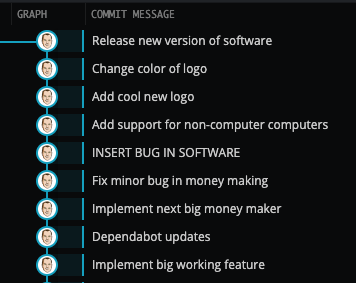 GRAPH
COMMIT MESSAGE
Release new version of software
Change color of logo
Add cool new logo
Add support for non-computer computers
INSERT BUG IN SOFTWARE
Fix minor bug in money making
Implement next big money maker
Dependabot updates
Implement big working feature